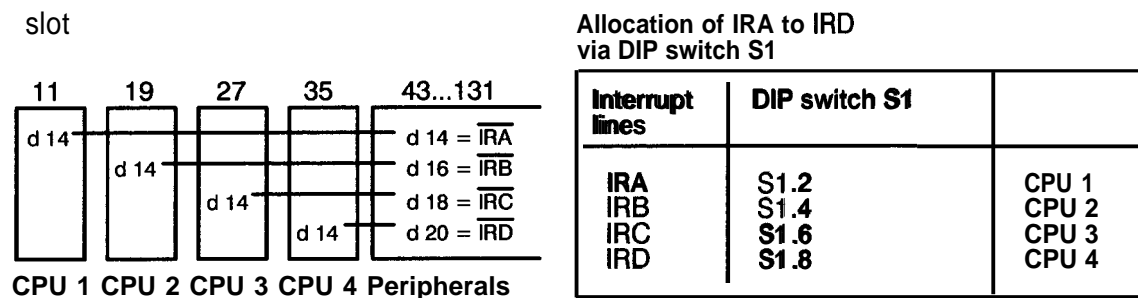 slot
11 19 27 35 43...131
d 14 d 14 = IRA
d 14 d 16 = IRB
d 14 d 18 = IRC
d 14 d 20 = IRD
CPU 1 CPU 2 CPU 3 CPU 4 Peripherals
Allocation of IRA to IRD
via DIP switch S1
Interrupt DIP switch S1
lines
IRA S1.2 CPU 1
IRB S1.4 CPU 2
IRC S1.6 CPU 3
IRD S1.8 CPU 4